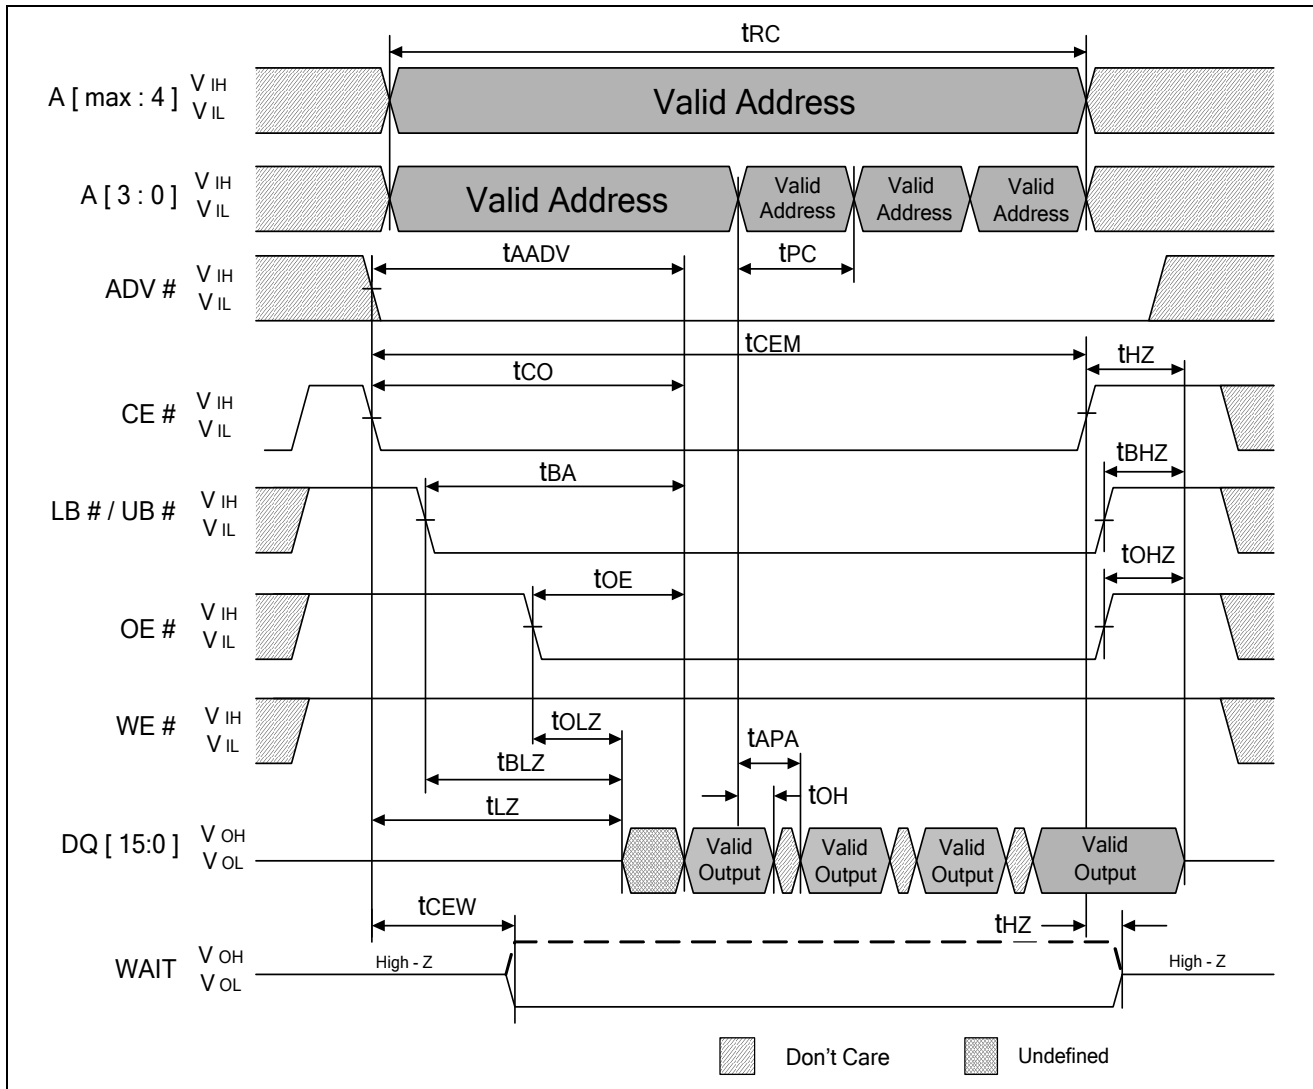 tRC
A [ max : 4 ] V IH
V IL
Valid Address
A [ 3 : 0 ] V IH
V IL
Valid Address
Valid Address
Valid Address
Valid Address
tAADV
tPC
ADV # V IH
V IL
tCEM
tHZ
tCO
CE # V IH
V IL
tBHZ
tBA
LB # / UB # V IH
V IL
tOHZ
tOE
OE # V IH
V IL
WE # V IH
V IL
tOLZ
tAPA
tBLZ
tOH
tLZ
DQ [ 15:0 ] V OH
V OL
Valid Output
Valid Output
Valid Output
Valid Output
tCEW
tHZ
WAIT V OH
V OL
High - Z
High - Z
Don't Care
Undefined